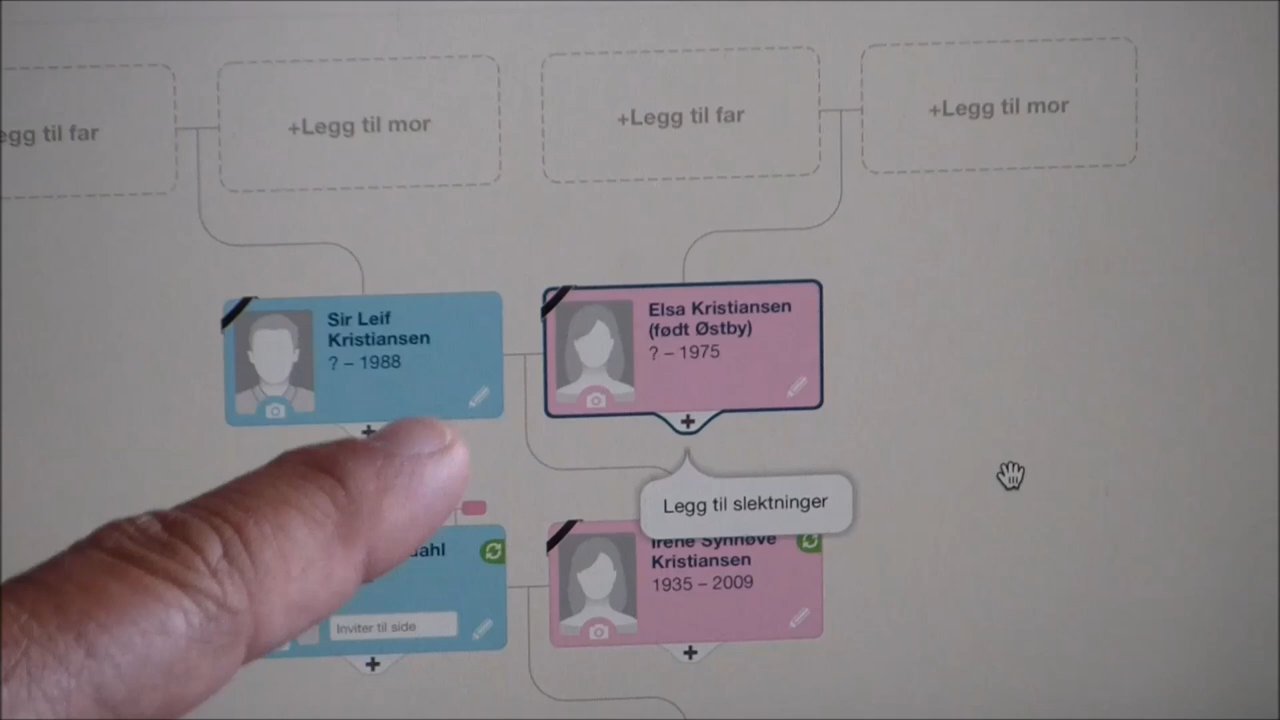 egg til far
+Legg til mor
+Legg til far
+Legg til mor
Sir Leif
Kristiansen
? – 1988
Elsa Kristiansen
(født Østby)
? – 1975
Legg til slektninger
dahl
Inviter til side
Irene Synnøve
Kristiansen
1935 – 2009